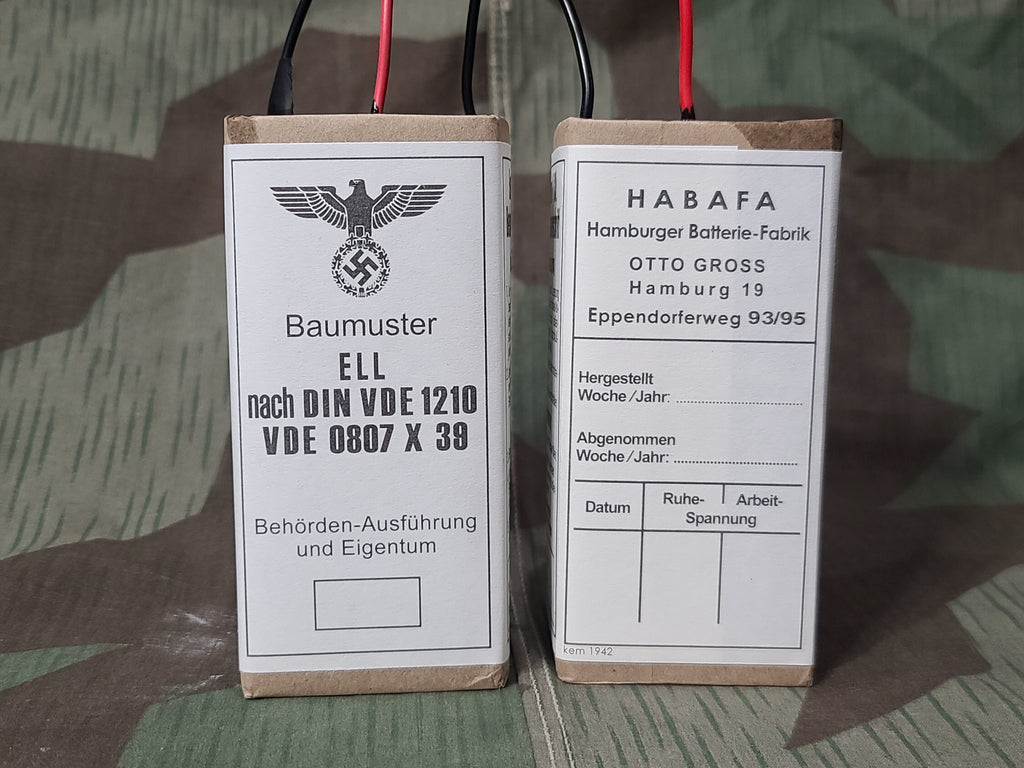 Baumuster
ELL
nach DIN VDE 1210
VDE 0807 X 39
Behörden-Ausführung
und Eigentum
HABAFA
Hamburger Batterie-Fabrik
OTTO GROSS
Hamburg 19
Eppendorferweg 93/95
Hergestellt
Woche/Jahr:
Abgenommen
Woche/Jahr:
Datum
Ruhe- Arbeit-
Spannung
kem 1942